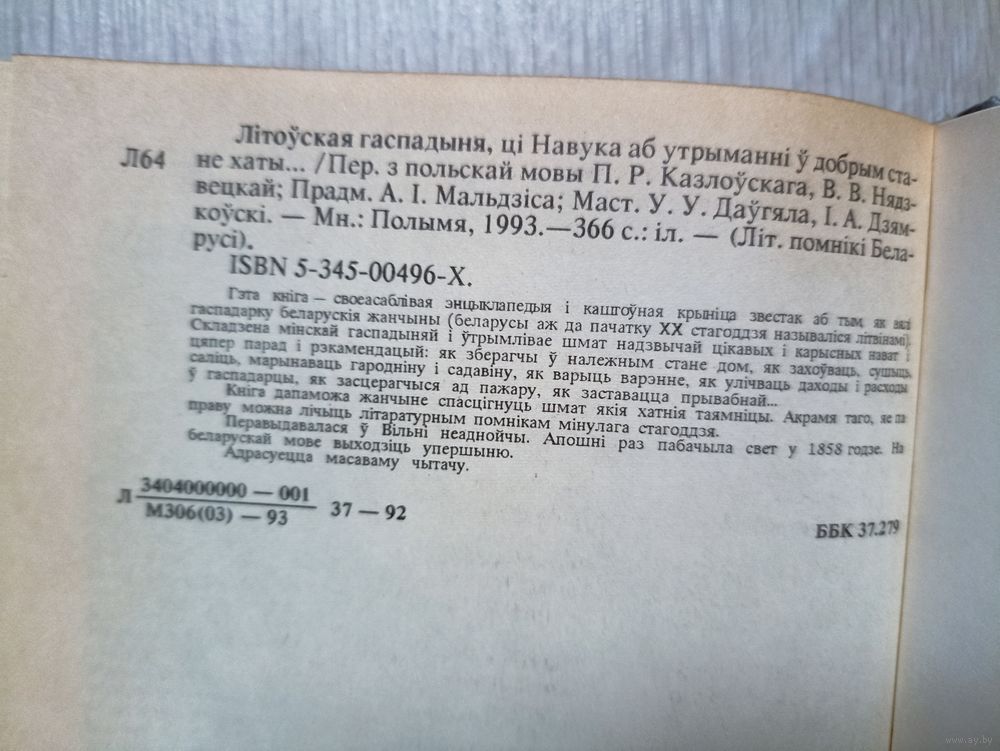 Літоўская гаспадыня, ці Навука аб утрыманні ў добрым ста-
Л64 не хаты... /Пер. з польскай мовы П. Р. Казлоўскага, В. В. Нядз-
вецкай; Прадм. А. І. Мальдзіса; Маст. У. У. Даўгяла, І. А. Дзям-
коўскі. — Мн.: Полымя, 1993.—366 с.: іл. — (Літ. помнікі Бела-
русі).
ISBN 5-345-00496-X.
Гэта кніга — своеасаблівая энцыклапедыя і каштоўная крыніца звестак аб тым, як вялі
гаспадарку беларускія жанчыны (беларусы аж да пачатку XX стагоддзя называліся літвінамі).
Складзена мінскай гаспадыняй і ўтрымлівае шмат надзвычай цікавых і карысных нават і
цяпер парад і рэкамендацый: як зберагчы ў належным стане дом, як захоўваць, сушыць,
саліць, марынаваць гародніну і садавіну, як варыць варэнне, як улічваць даходы і расходы
ў гаспадарцы, як засцерагчыся ад пажару, як заставацца прывабнай...
Кніга дапаможа жанчыне спасцігнуць шмат якія хатнія таямніцы. Акрамя таго, яе па
праву можна лічыць літаратурным помнікам мінулага стагоддзя.
Перавыдавалася ў Вільні неаднойчы. Апошні раз пабачыла свет у 1858 годзе. На
беларускай мове выходзіць упершыню.
Адрасуецца масаваму чытачу.
Л 3404000000 — 001
М306(03) — 93 37 — 92
ББК 37.279
www.ay.by